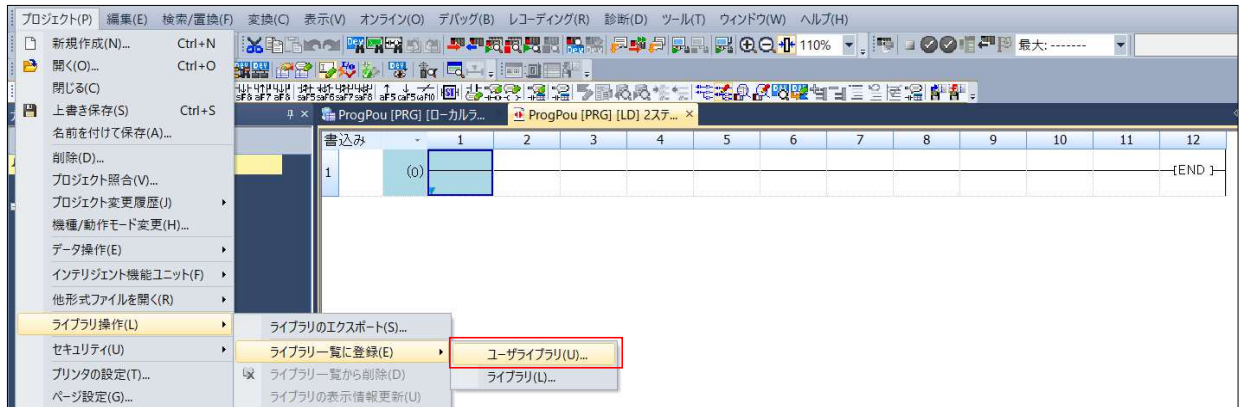 プロジェクト(P) 編集(E) 検索/置換(F) 変換(C) 表示(V) オンライン(O) デバッグ(B) レコーディング(R) 診断(D) ツール(T) ウィンドウ(W) ヘルプ(H)
新規作成(N)... Ctrl+N
110% 最大: -------
開く(O)... Ctrl+O
閉じる(C)
上書き保存(S) Ctrl+S
ProgPou [PRG] [ローカルラ... ProgPou [PRG] [LD] 2ステ...
名前を付けて保存(A)...
書込み 1 2 3 4 5 6 7 8 9 10 11 12
削除(D)...
1 (0) [END ]
プロジェクト照合(V)...
プロジェクト変更履歴(J)
機種/動作モード変更(H)...
データ操作(E)
インテリジェント機能ユニット(F)
他形式ファイルを開く(R)
ライブラリ操作(L) ライブラリのエクスポート(S)...
セキュリティ(U) ライブラリ一覧に登録(E) ユーザライブラリ(U)...
プリンタの設定(T)... ライブラリ一覧から削除(D) ライブラリ(L)...
ページ設定(G)... ライブラリの表示情報更新(U)